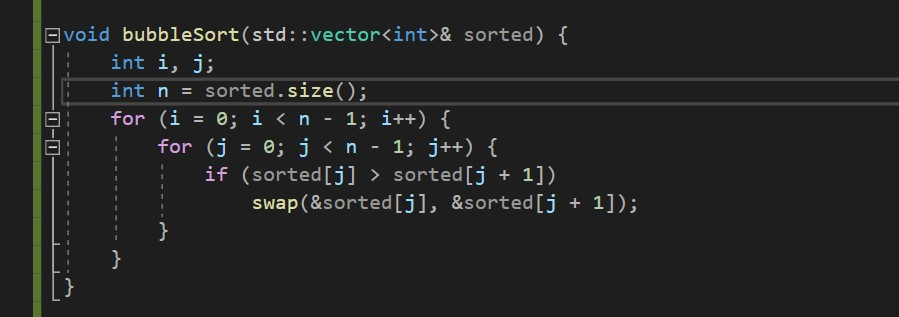 void bubbleSort(std::vector<int>& sorted) {
    int i, j;
    int n = sorted.size();
    for (i = 0; i < n - 1; i++) {
        for (j = 0; j < n - 1; j++) {
            if (sorted[j] > sorted[j + 1])
                swap(&sorted[j], &sorted[j + 1]);
        }
    }
}